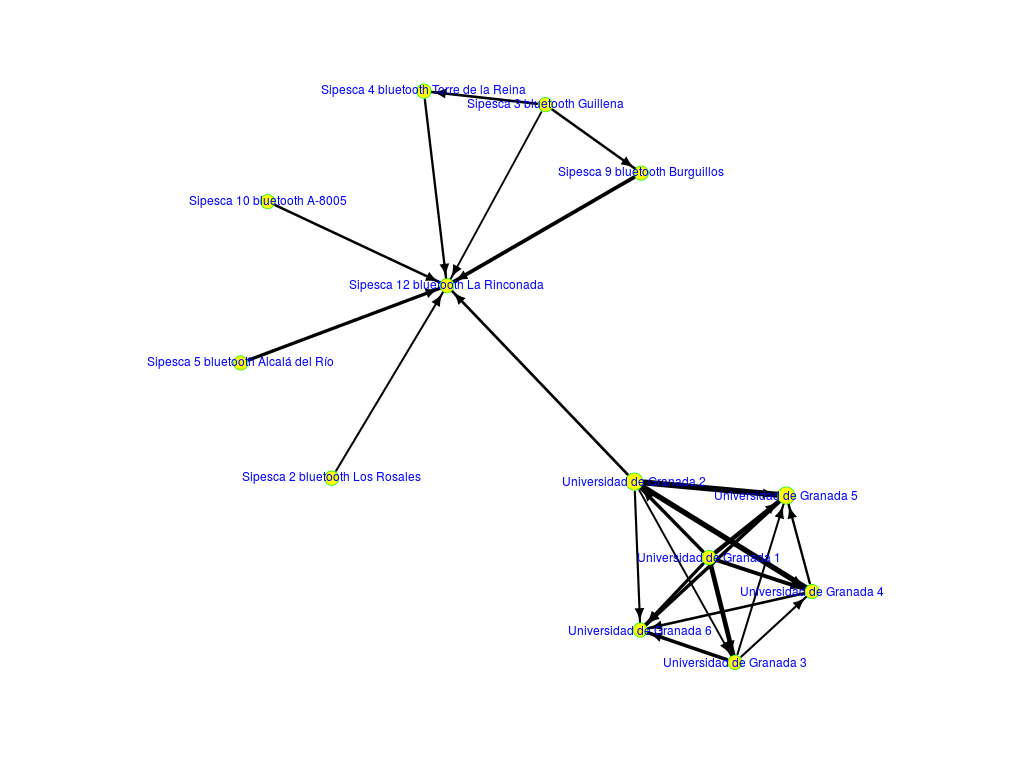 Sipesca 4 bluetooth Torre de la Reina
Sipesca 3 bluetooth Guillena
Sipesca 9 bluetooth Burguillos
Sipesca 10 bluetooth A-8005
Sipesca 12 bluetooth La Rinconada
Sipesca 5 bluetooth Alcalá del Río
Sipesca 2 bluetooth Los Rosales
Universidad de Granada 2
Universidad de Granada 5
Universidad de Granada 1
Universidad de Granada 4
Universidad de Granada 6
Universidad de Granada 3